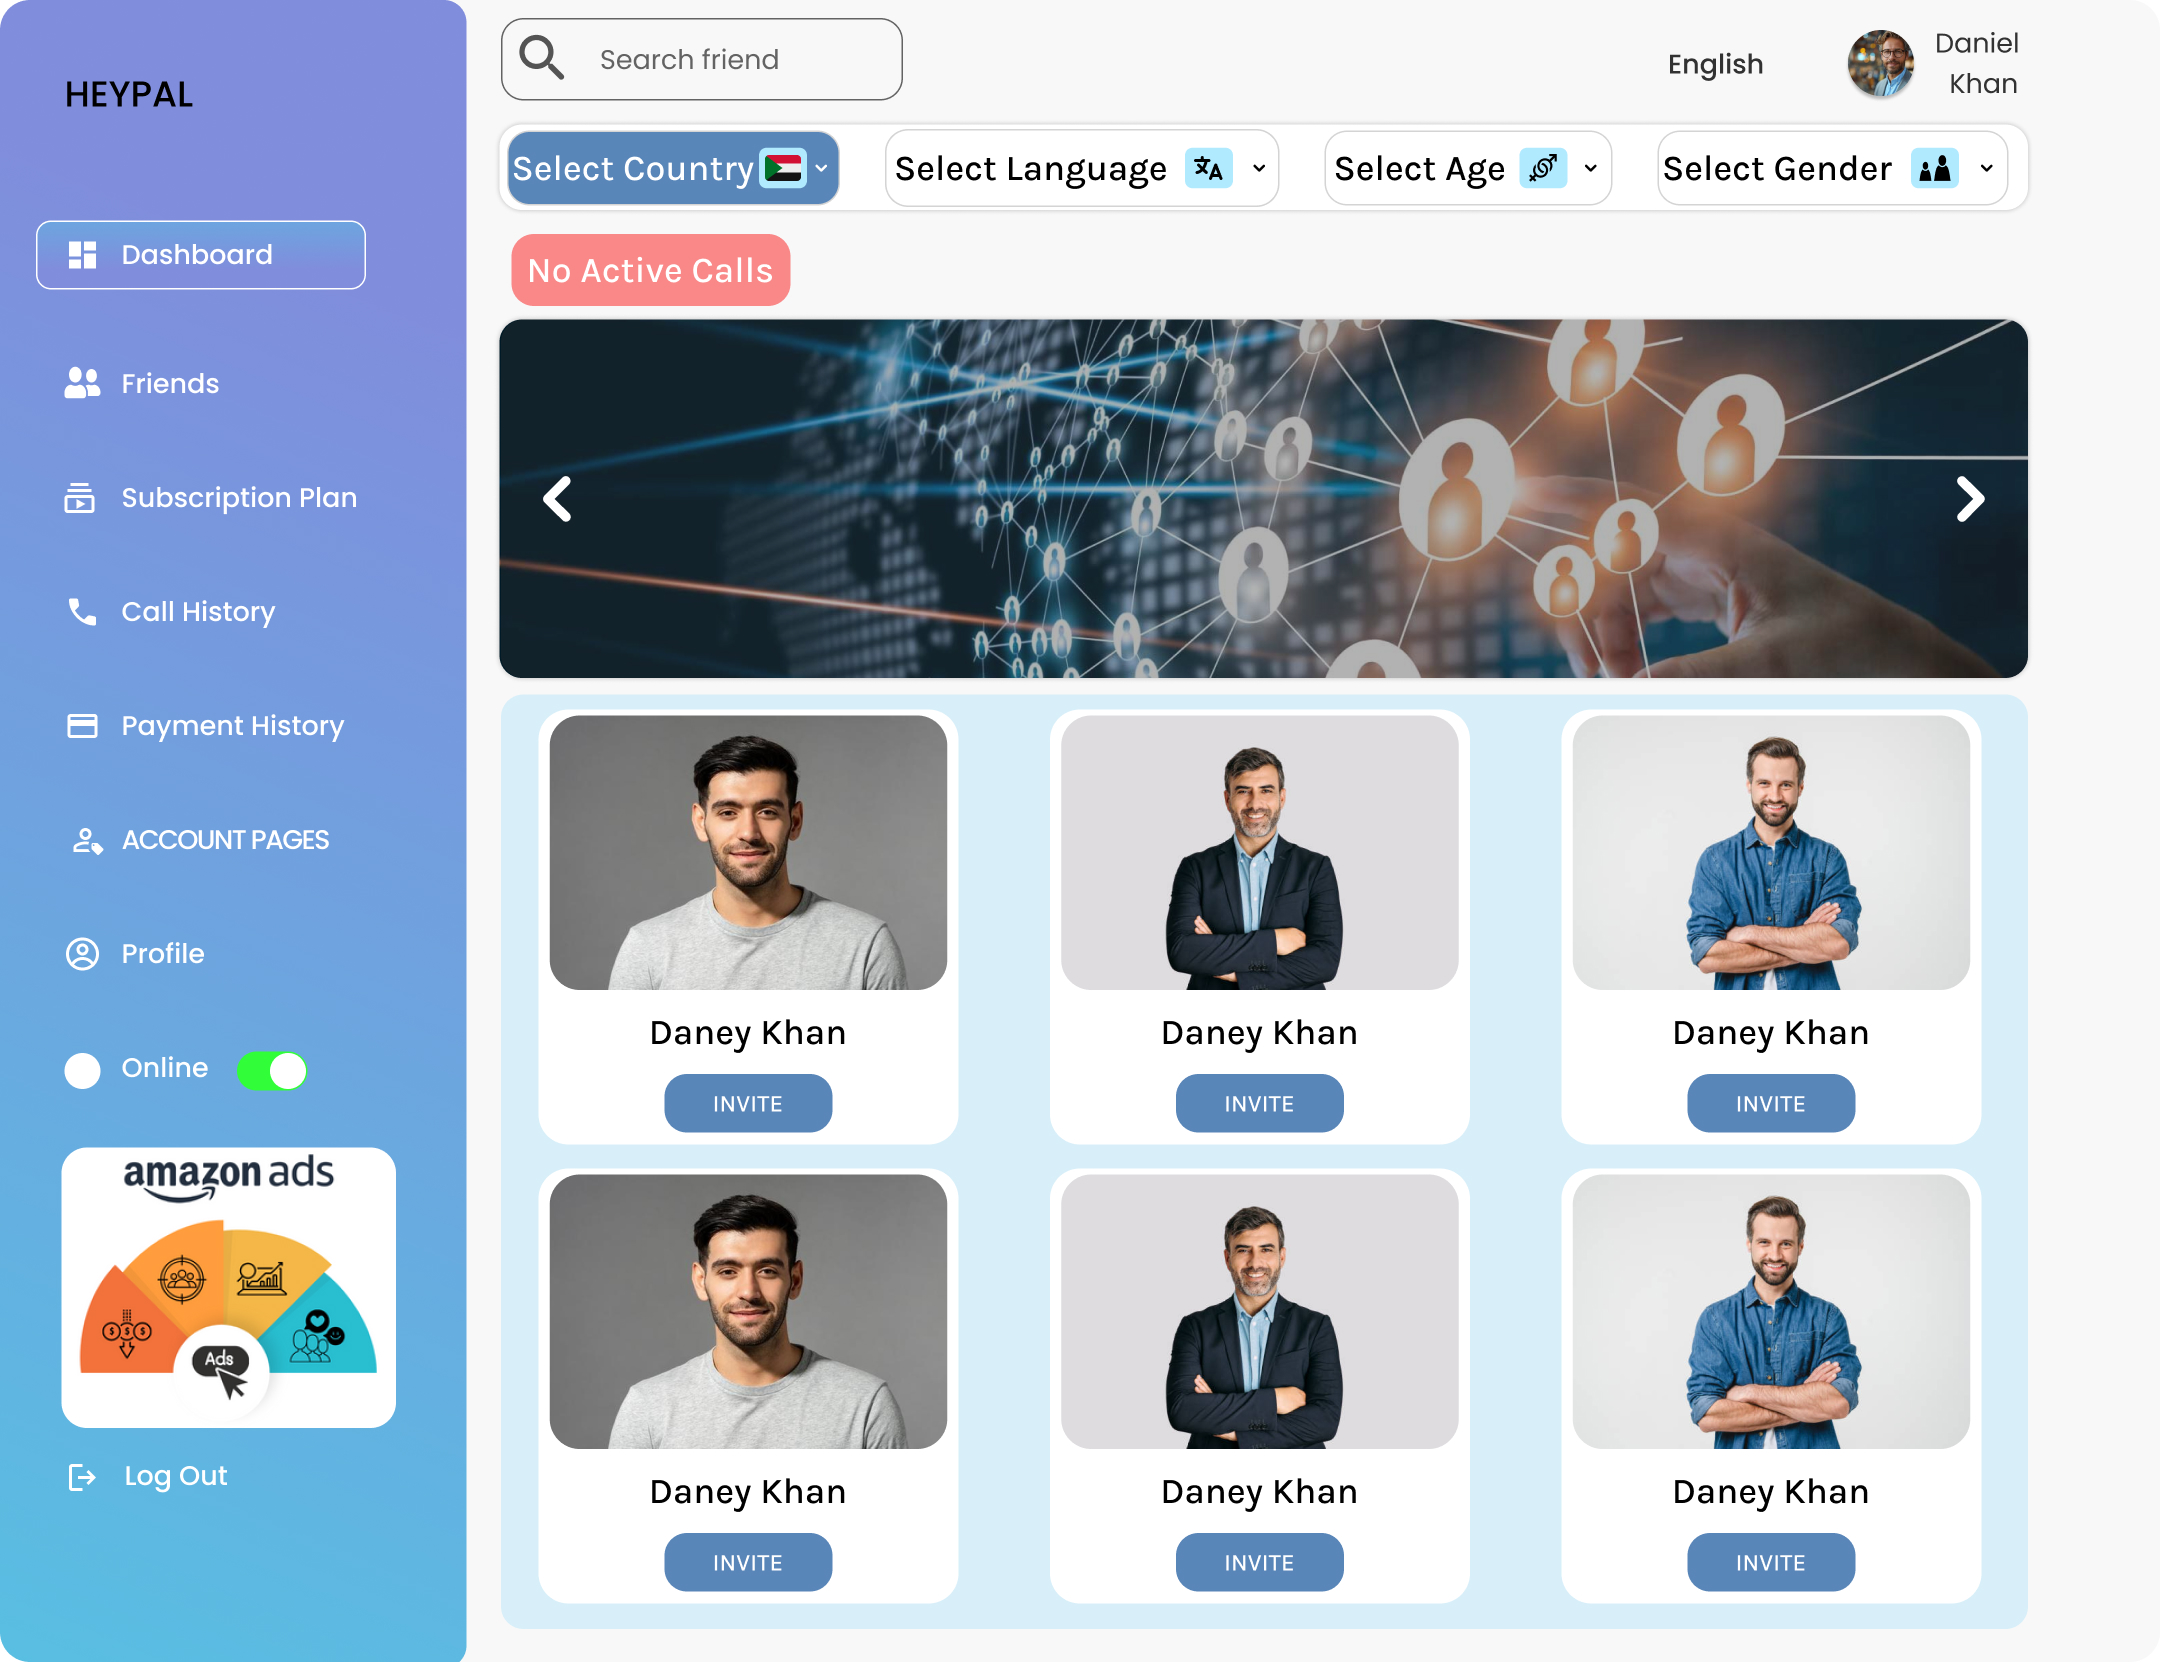 HEYPAL
Dashboard
Friends
Subscription Plan
Call History
Payment History
ACCOUNT PAGES
Profile
Online
amazon ads
Ads
Log Out
Search friend
English
Daniel
Khan
Select Country
Select Language
Select Age
Select Gender
No Active Calls
Daney Khan
INVITE
Daney Khan
INVITE
Daney Khan
INVITE
Daney Khan
INVITE
Daney Khan
INVITE
Daney Khan
INVITE